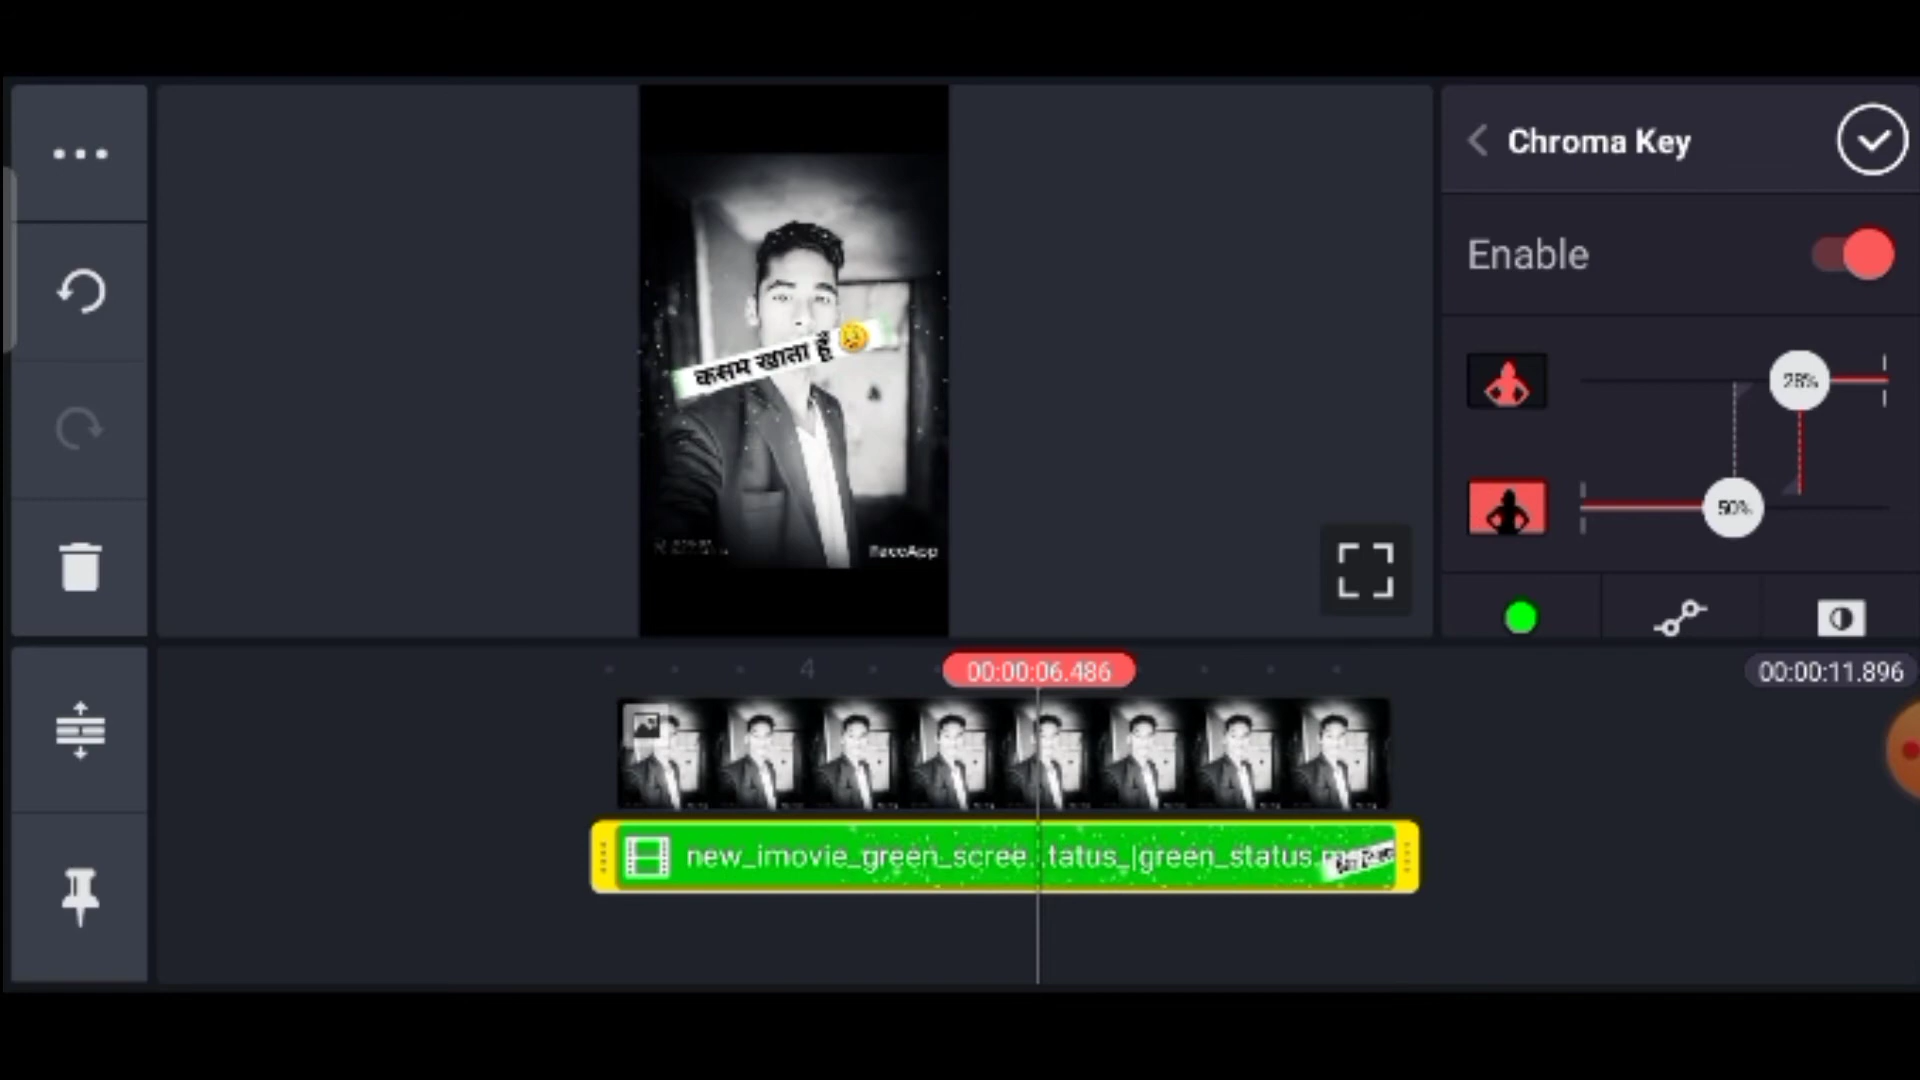 Chroma Key
Enable
28%
50%
कसम खाता हूँ 😢
FaceApp
4
00:00:06.486
00:00:11.896
new_imovie_green_scree...tatus_|green_status.m